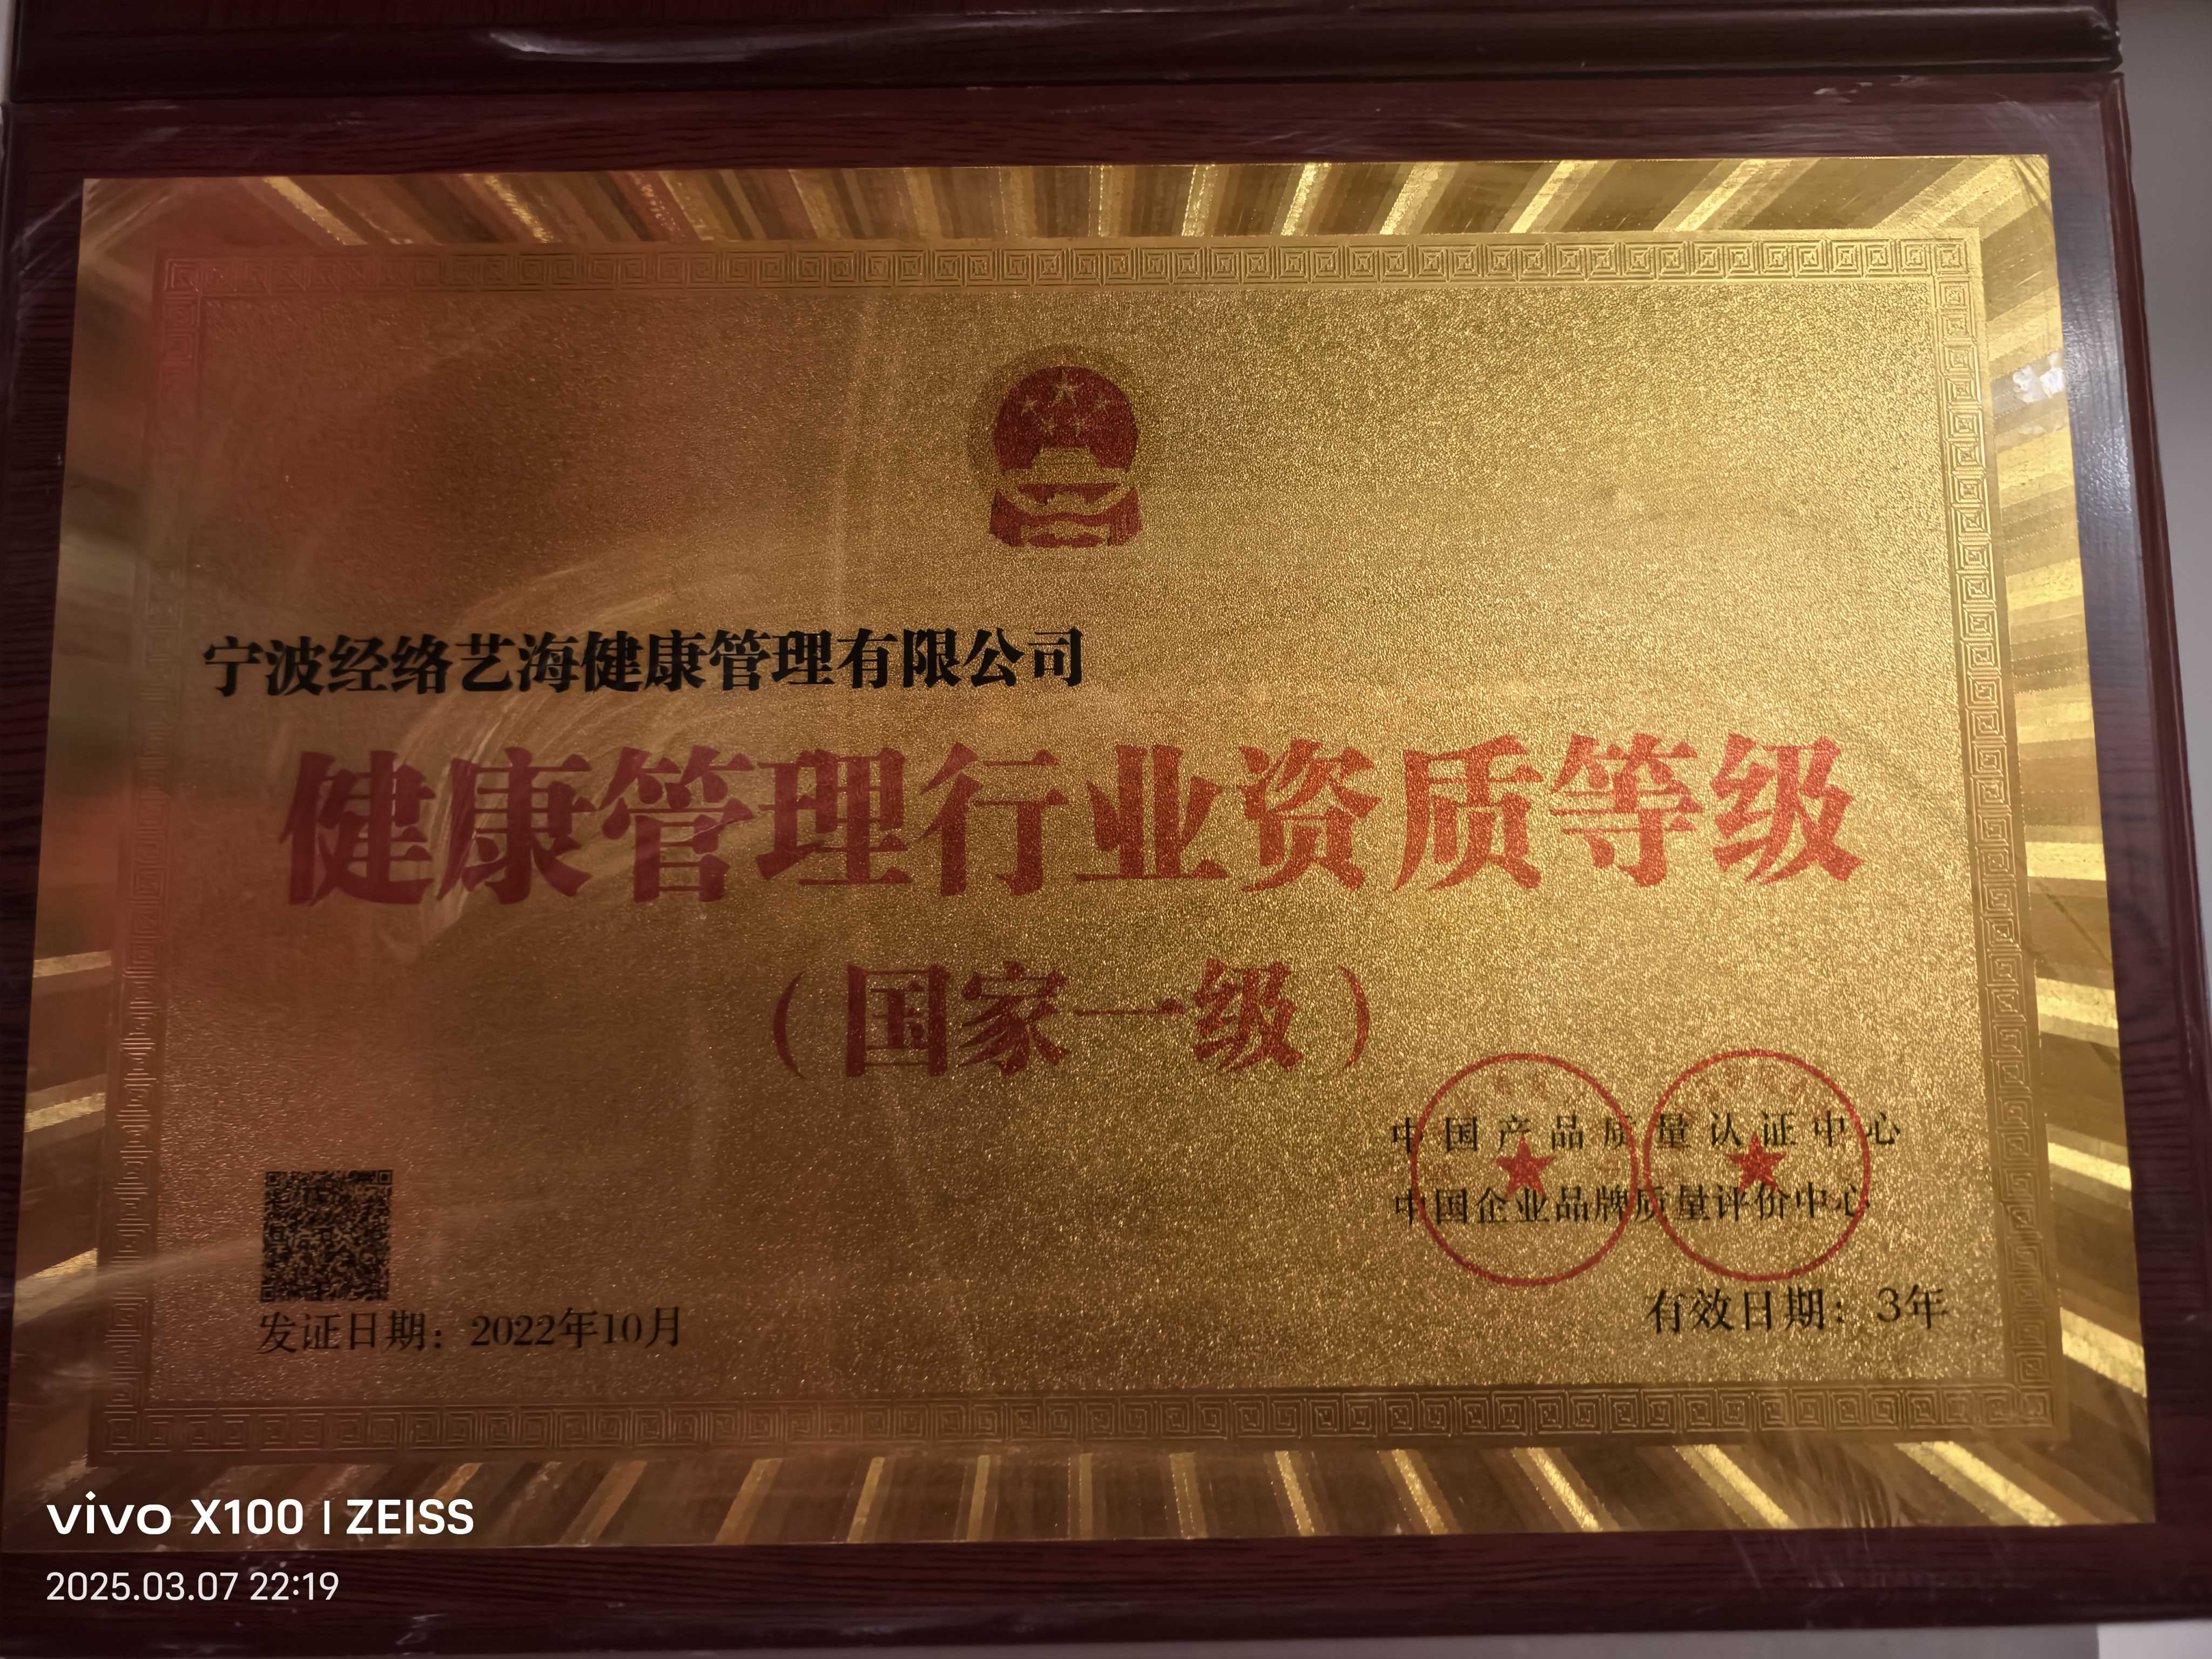 宁波经络艺海健康管理有限公司
健康管理行业资质等级
（国家一级）
中国产品质量认证中心
中国企业品牌质量评价中心
发证日期：2022年10月
有效日期：3年
vivo X100 | ZEISS
2025.03.07 22:19